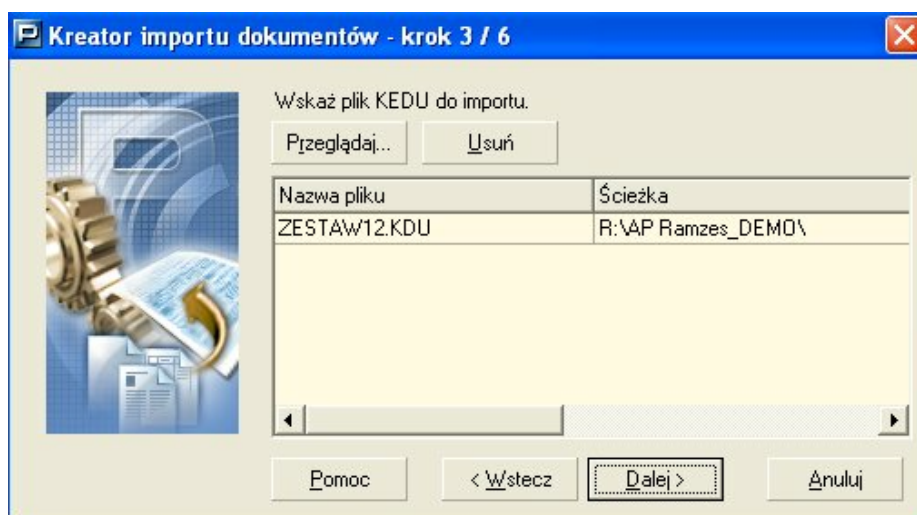 Kreator importu dokumentów - krok 3 / 6
Wskaż plik KEDU do importu.
Przeglądaj... Usuń
Nazwa pliku Ścieżka
ZESTAW12.KDU R:\AP Ramzes_DEMO\
Pomoc < Wstecz Dalej > Anuluj